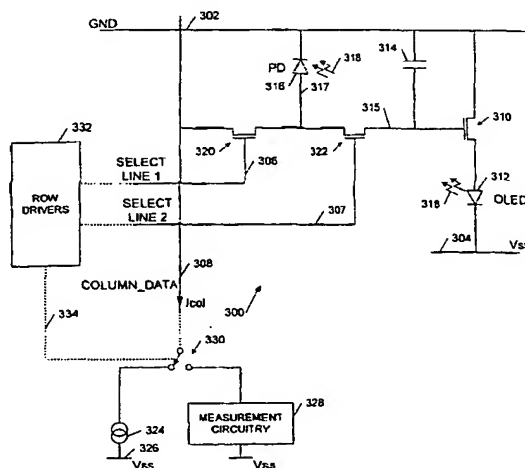 GND
302
PD
318
314
316
317
315
310
332
320
322
312
SELECT
LINE 1
306
ROW
DRIVERS
318
OLED
SELECT
LINE 2
307
304
Vss
308
COLUMN_DATA
Icol
334
300
330
324
MEASUREMENT
CIRCUITRY
328
326
Vss
Vss